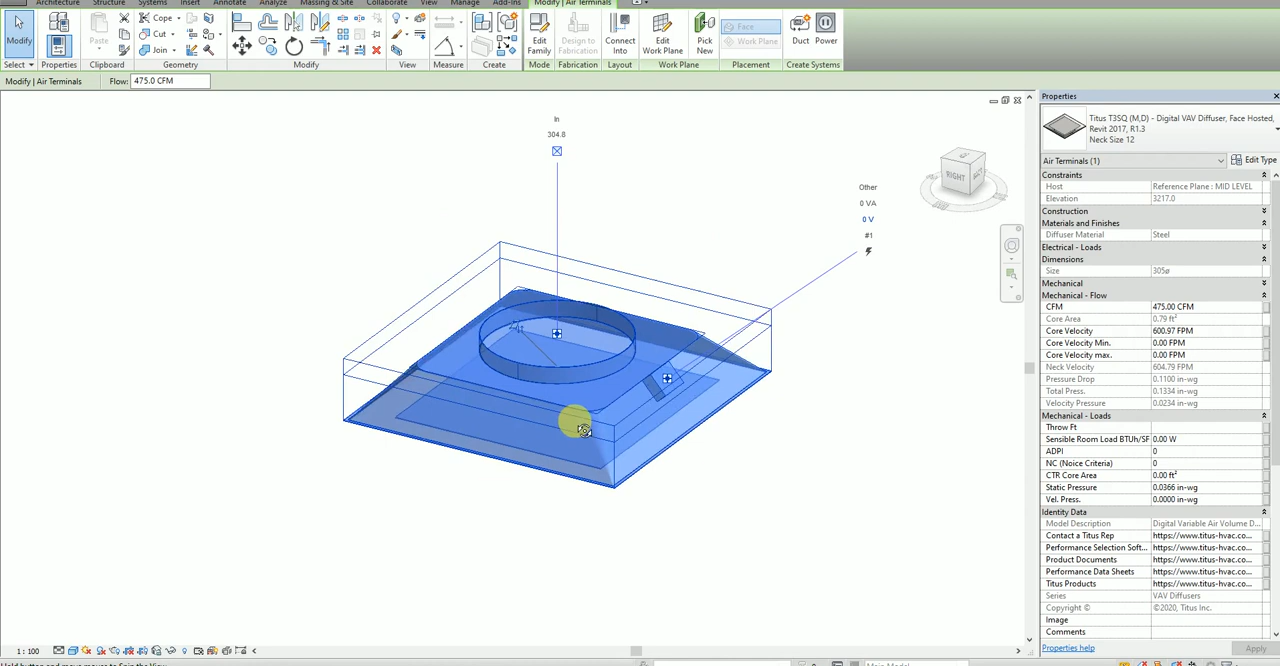 Architecture Structure Systems Insert Annotate Analyze Massing & Site Collaborate View Manage Add-Ins Modify | Air Terminals
Modify
Select
Properties
Paste
Clipboard
Cope
Cut
Join
Geometry
Modify
View
Measure
Create
Edit Family
Mode
Design to Fabrication
Fabrication
Connect Into
Layout
Edit Work Plane
Pick New
Work Plane
Face
Work Plane
Placement
Duct
Power
Create Systems
Modify | Air Terminals
Flow: 475.0 CFM
In
304.8
Other
0 VA
0 V
#1
RIGHT
Properties
Titus T3SQ (M,D) - Digital VAV Diffuser, Face Hosted,
Revit 2017, R1.3
Neck Size 12
Air Terminals (1)
Edit Type
Constraints
Host Reference Plane : MID LEVEL
Elevation 3217.0
Construction
Materials and Finishes
Diffuser Material Steel
Electrical - Loads
Dimensions
Size 305ø
Mechanical
Mechanical - Flow
CFM 475.00 CFM
Core Area 0.79 ft²
Core Velocity 600.97 FPM
Core Velocity Min. 0.00 FPM
Core Velocity max. 0.00 FPM
Neck Velocity 604.79 FPM
Pressure Drop 0.1100 in-wg
Total Press. 0.1334 in-wg
Velocity Pressure 0.0234 in-wg
Mechanical - Loads
Throw Ft
Sensible Room Load BTUh/SF 0.00 W
ADPI 0
NC (Noice Criteria) 0
CTR Core Area 0.00 ft²
Static Pressure 0.0366 in-wg
Vel. Press. 0.0000 in-wg
Identity Data
Model Description Digital Variable Air Volume D...
Contact a Titus Rep https://www.titus-hvac.co...
Performance Selection Soft... https://www.titus-hvac.co...
Product Documents https://www.titus-hvac.co...
Performance Data Sheets https://www.titus-hvac.co...
Titus Products https://www.titus-hvac.co...
Series VAV Diffusers
Copyright © ©2020, Titus Inc.
Image
Comments
Properties help
Apply
1 : 100
Main Model